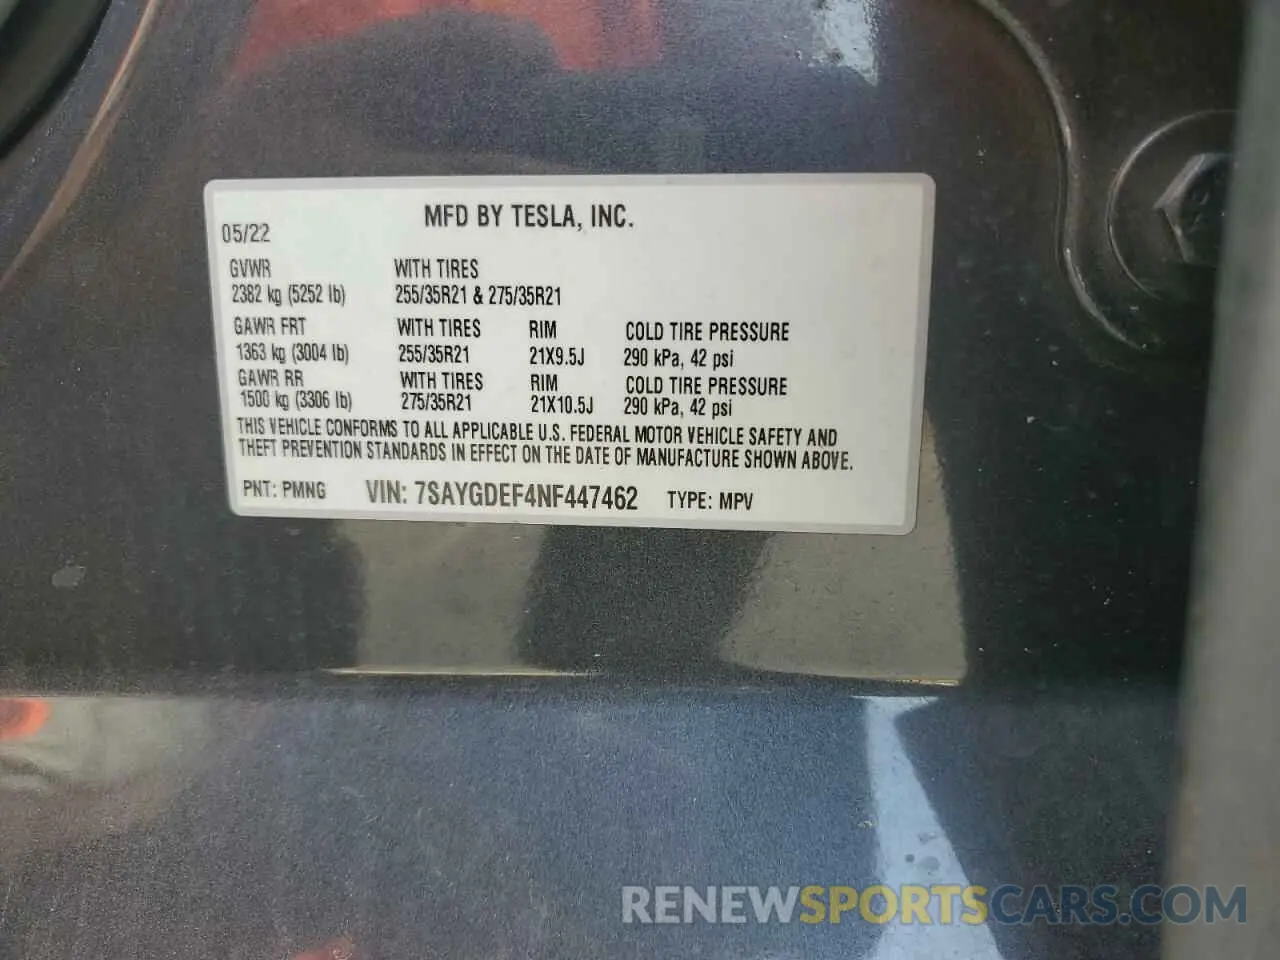 MFD BY TESLA, INC.
05/22
GVWR WITH TIRES
2382 kg (5252 lb) 255/35R21 & 275/35R21
GAWR FRT WITH TIRES RIM COLD TIRE PRESSURE
1363 kg (3004 lb) 255/35R21 21X9.5J 290 kPa, 42 psi
GAWR RR WITH TIRES RIM COLD TIRE PRESSURE
1500 kg (3306 lb) 275/35R21 21X10.5J 290 kPa, 42 psi
THIS VEHICLE CONFORMS TO ALL APPLICABLE U.S. FEDERAL MOTOR VEHICLE SAFETY AND
THEFT PREVENTION STANDARDS IN EFFECT ON THE DATE OF MANUFACTURE SHOWN ABOVE.
PNT: PMNG VIN: 7SAYGDEF4NF447462 TYPE: MPV
RENEWSPORTSCARS.COM